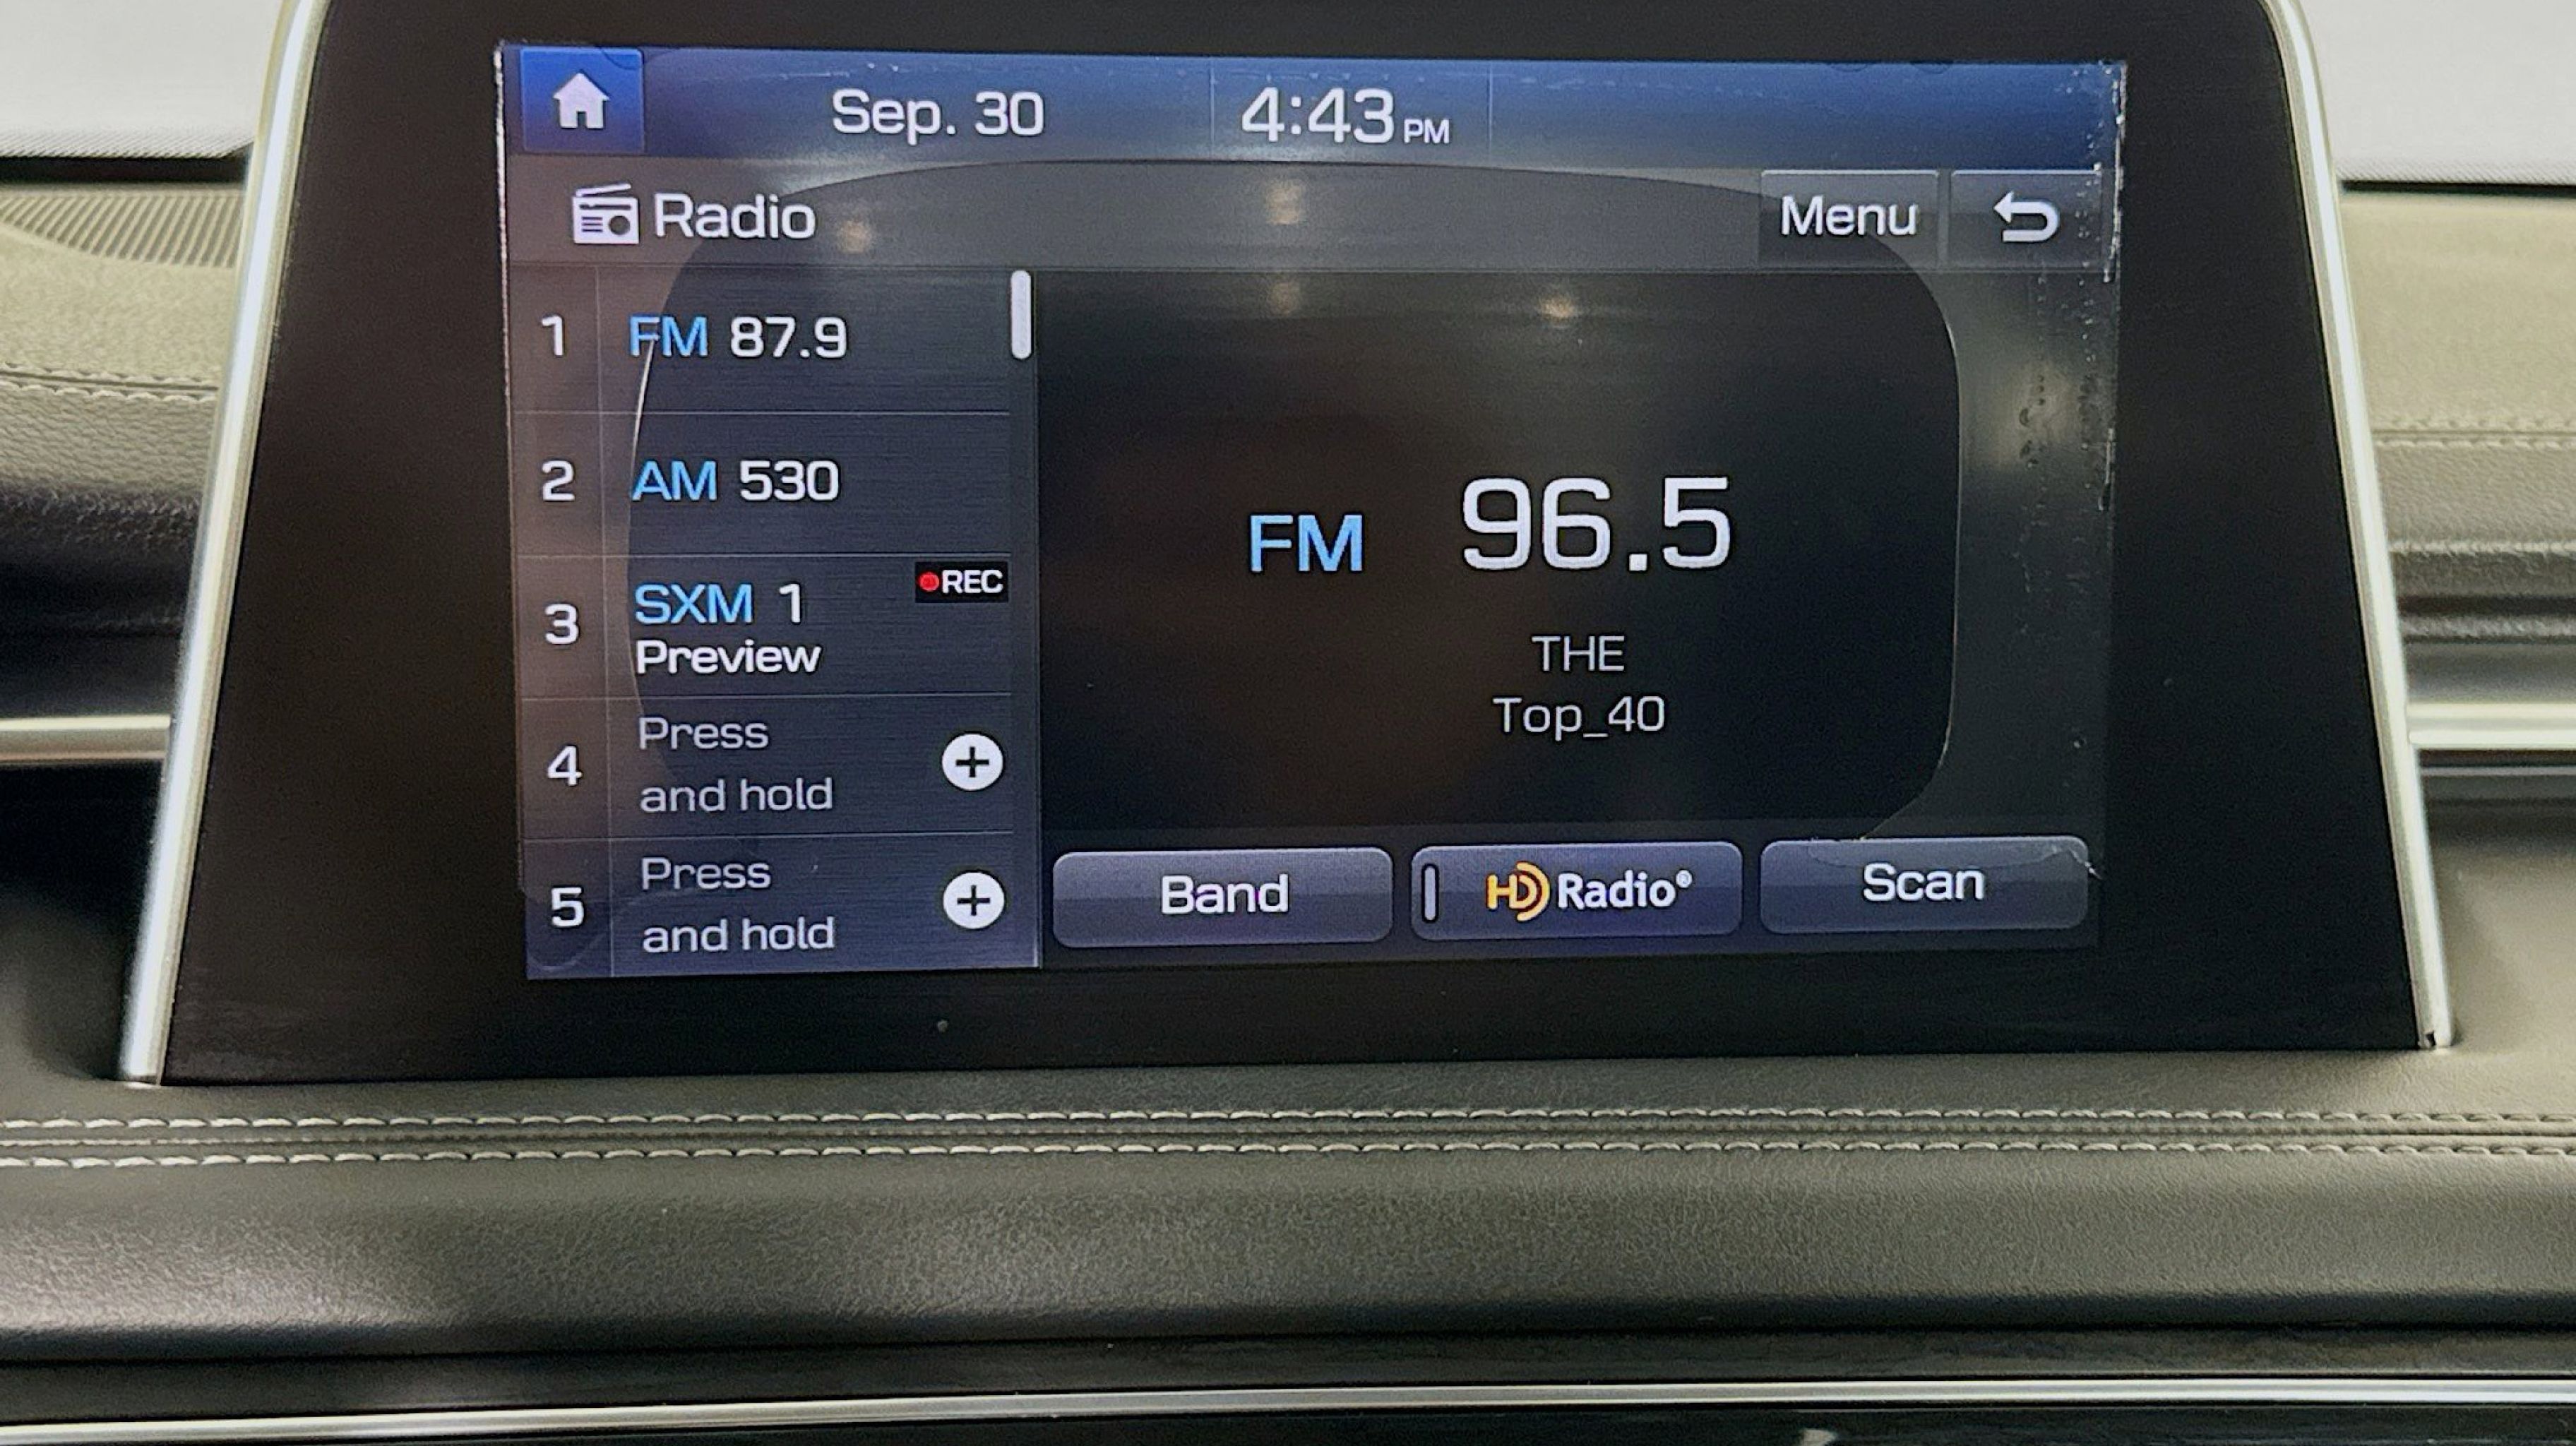 Sep. 30 4:43 PM
Radio
Menu
1 FM 87.9
2 AM 530
3 SXM 1 REC
Preview
4 Press
and hold
5 Press
and hold
FM 96.5
THE
Top_40
Band HD Radio® Scan